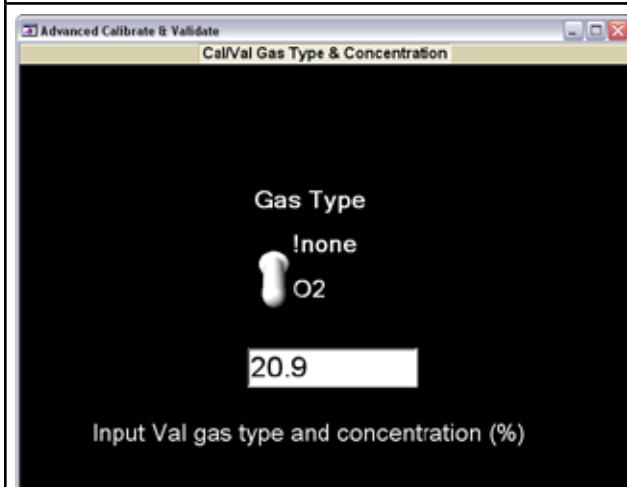 Advanced Calibrate & Validate
Cal/Val Gas Type & Concentration
Gas Type
!none
O2
20.9
Input Val gas type and concentration (%)